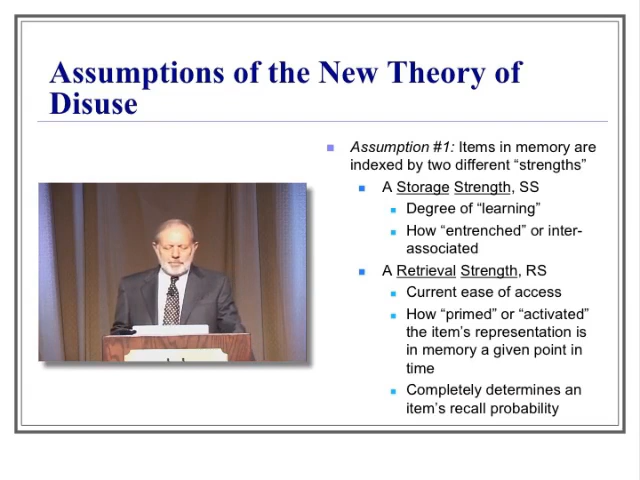 Assumptions of the New Theory of
Disuse
Assumption #1: Items in memory are
indexed by two different “strengths”
A Storage Strength, SS
Degree of “learning”
How “entrenched” or inter-
associated
A Retrieval Strength, RS
Current ease of access
How “primed” or “activated”
the item’s representation is
in memory a given point in
time
Completely determines an
item’s recall probability